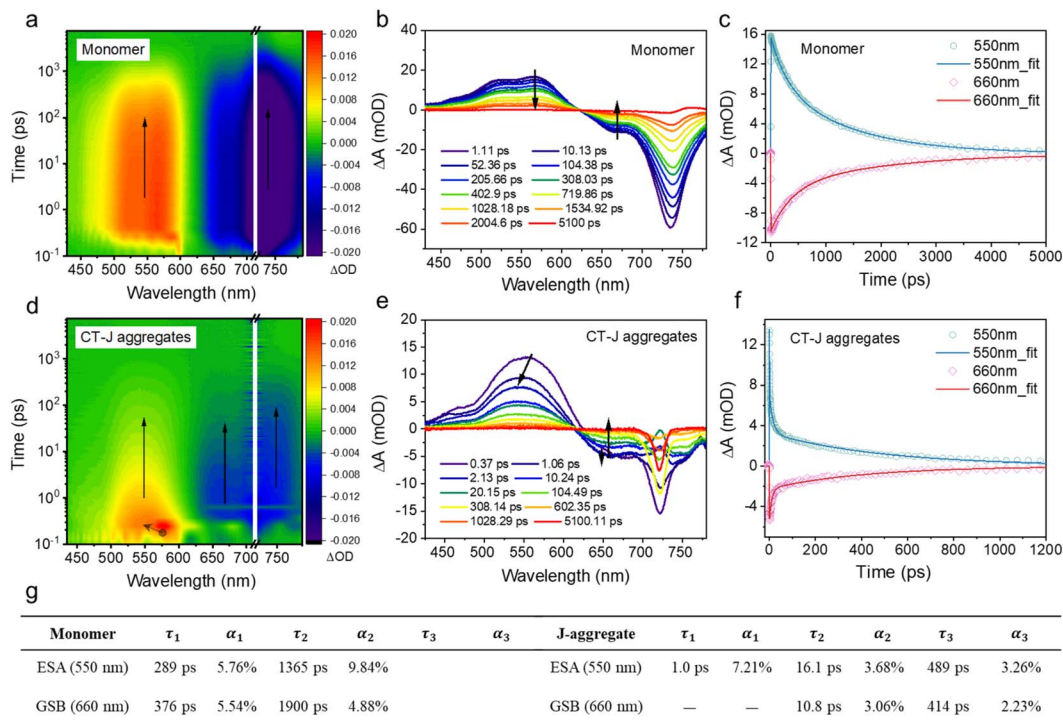 a
Monomer
Time (ps)
10³
10²
10¹
10⁰
10⁻¹
450 500 550 600 650 700 750
Wavelength (nm)
0.020
0.016
0.012
0.008
0.004
0.000
-0.004
-0.008
-0.012
-0.016
-0.020
ΔOD
b
Monomer
ΔA (mOD)
40
20
0
-20
-40
-60
1.11 ps 10.13 ps
52.36 ps 104.38 ps
205.66 ps 308.03 ps
402.9 ps 719.86 ps
1028.18 ps 1534.92 ps
2004.6 ps 5100 ps
450 500 550 600 650 700 750
Wavelength (nm)
c
Monomer
550nm
550nm_fit
660nm
660nm_fit
ΔA (mOD)
16
12
8
4
0
-4
-8
-12
0 1000 2000 3000 4000 5000
Time (ps)
d
CT-J aggregates
Time (ps)
10³
10²
10¹
10⁰
10⁻¹
450 500 550 600 650 700 750
Wavelength (nm)
0.020
0.016
0.012
0.008
0.004
0.000
-0.004
-0.008
-0.012
-0.016
-0.020
ΔOD
e
CT-J aggregates
ΔA (mOD)
20
15
10
5
0
-5
-10
-15
-20
0.37 ps 1.06 ps
2.13 ps 10.24 ps
20.15 ps 104.49 ps
308.14 ps 602.35 ps
1028.29 ps 5100.11 ps
450 500 550 600 650 700 750
Wavelength (nm)
f
CT-J aggregates
550nm
550nm_fit
660nm
660nm_fit
ΔA (mOD)
12
8
4
0
-4
-8
0 200 400 600 800 1000 1200
Time (ps)
g
Monomer τ₁ α₁ τ₂ α₂ τ₃ α₃ J-aggregate τ₁ α₁ τ₂ α₂ τ₃ α₃
ESA (550 nm) 289 ps 5.76% 1365 ps 9.84% ESA (550 nm) 1.0 ps 7.21% 16.1 ps 3.68% 489 ps 3.26%
GSB (660 nm) 376 ps 5.54% 1900 ps 4.88% GSB (660 nm) — — 10.8 ps 3.06% 414 ps 2.23%